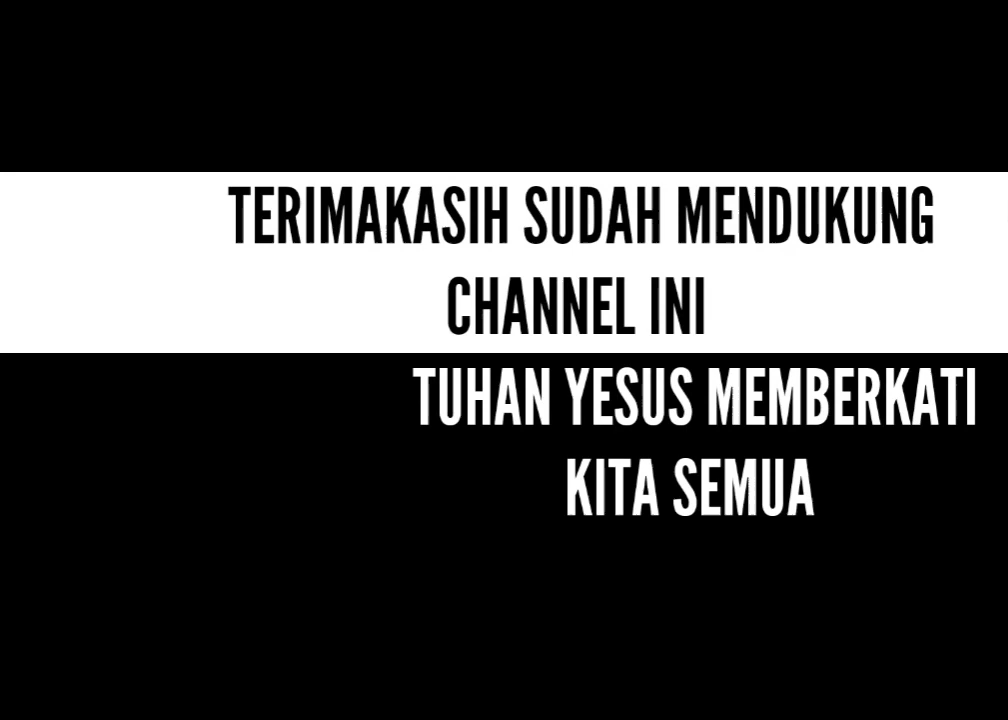 TERIMAKASIH SUDAH MENDUKUNG
CHANNEL INI
TUHAN YESUS MEMBERKATI
KITA SEMUA